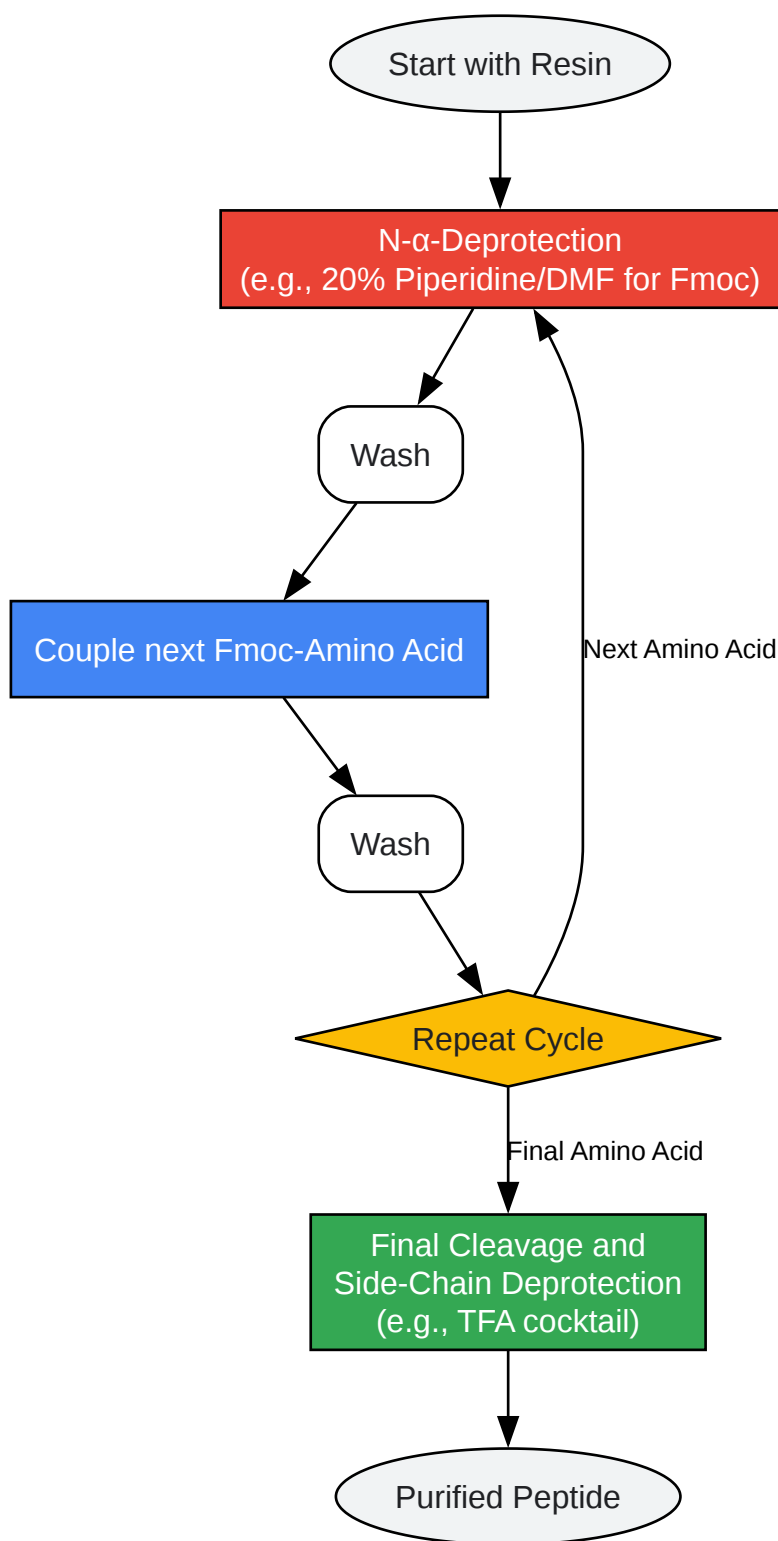 Start with Resin
N-α-Deprotection
(e.g., 20% Piperidine/DMF for Fmoc)
Wash
Couple next Fmoc-Amino Acid
Next Amino Acid
Wash
Repeat Cycle
Final Amino Acid
Final Cleavage and
Side-Chain Deprotection
(e.g., TFA cocktail)
Purified Peptide